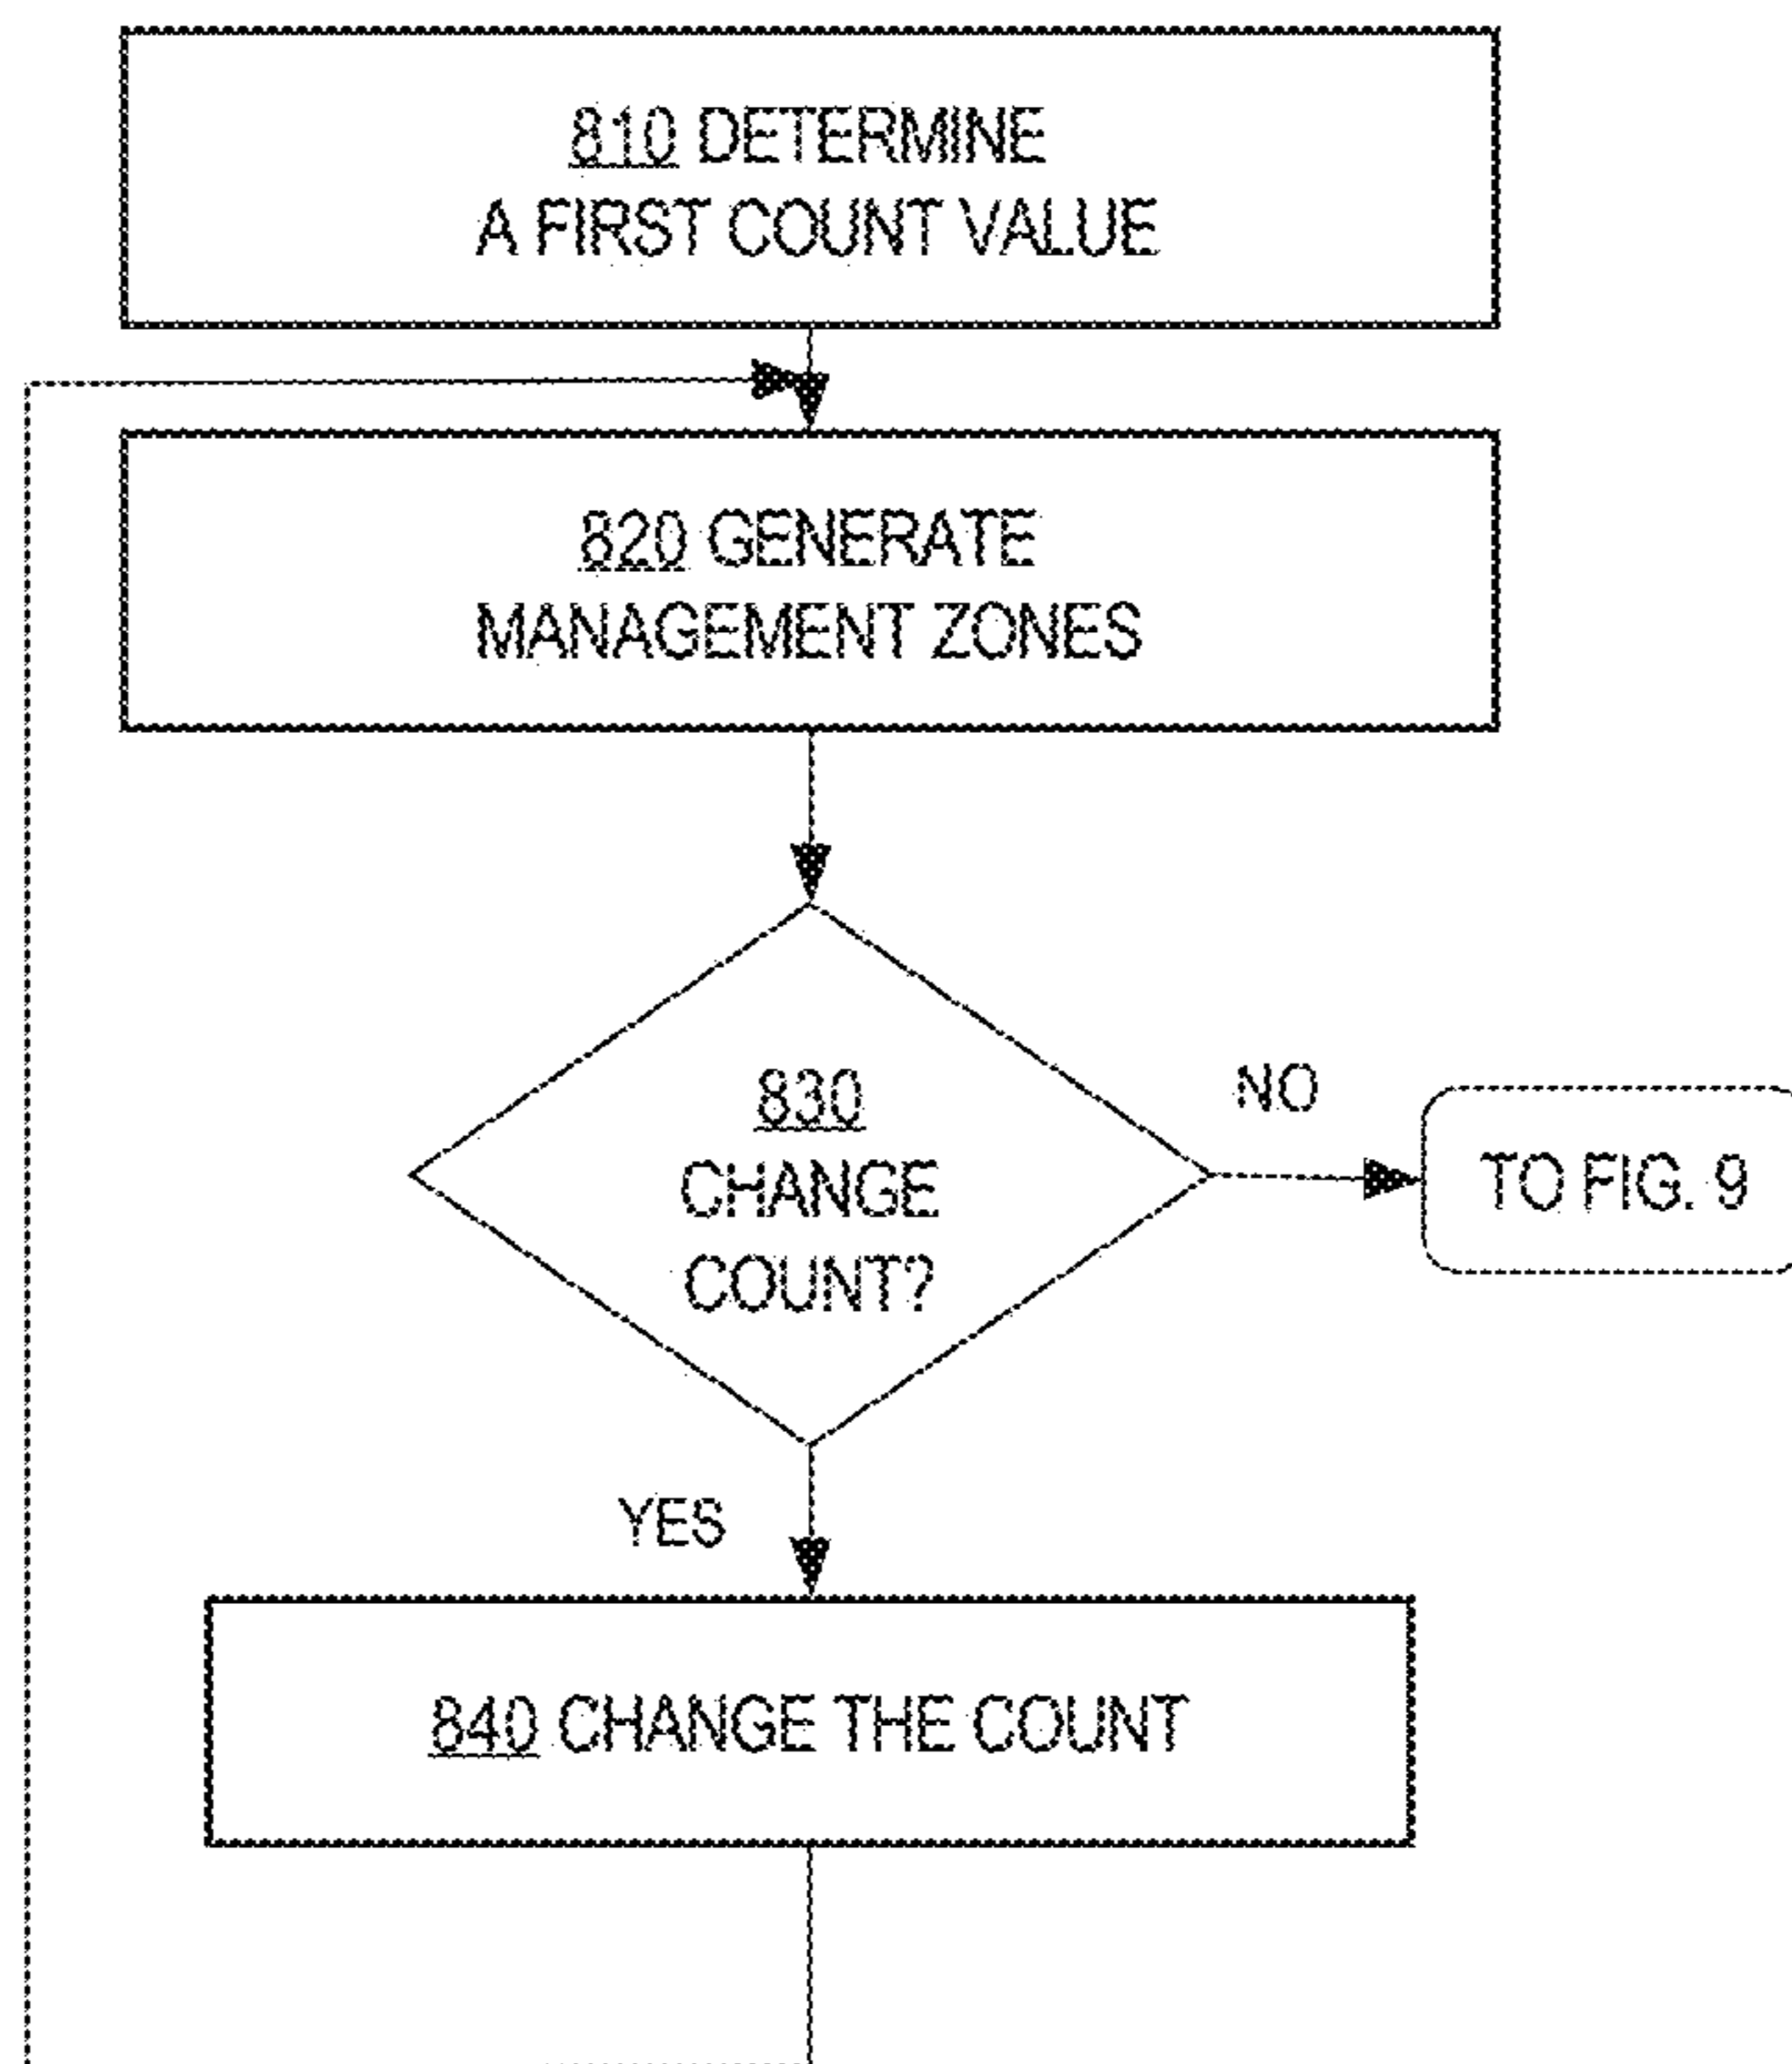 810 DETERMINE
A FIRST COUNT VALUE
820 GENERATE
MANAGEMENT ZONES
830
CHANGE
COUNT?
NO
TO FIG. 9
YES
840 CHANGE THE COUNT